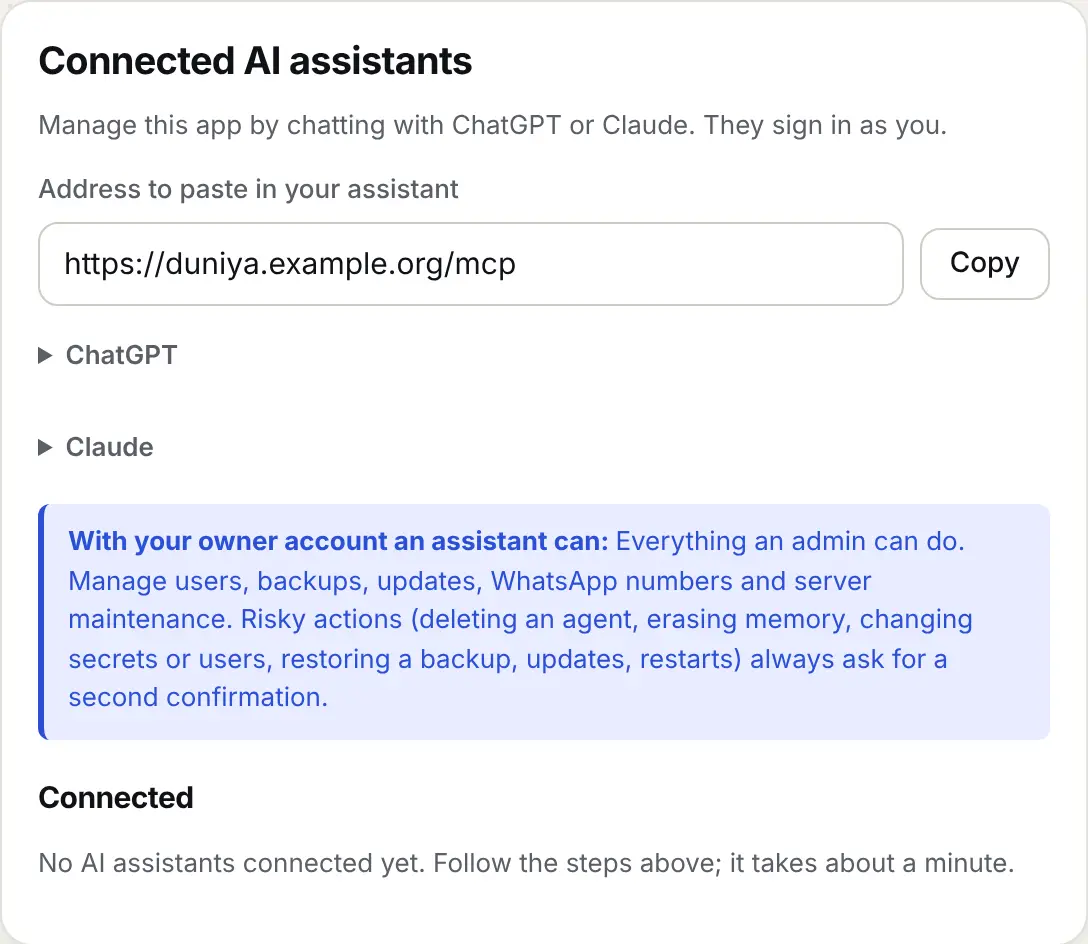 Connected AI assistants
Manage this app by chatting with ChatGPT or Claude. They sign in as you.
Address to paste in your assistant
https://duniya.example.org/mcp
Copy
ChatGPT
Claude
With your owner account an assistant can: Everything an admin can do.
Manage users, backups, updates, WhatsApp numbers and server
maintenance. Risky actions (deleting an agent, erasing memory, changing
secrets or users, restoring a backup, updates, restarts) always ask for a
second confirmation.
Connected
No AI assistants connected yet. Follow the steps above; it takes about a minute.